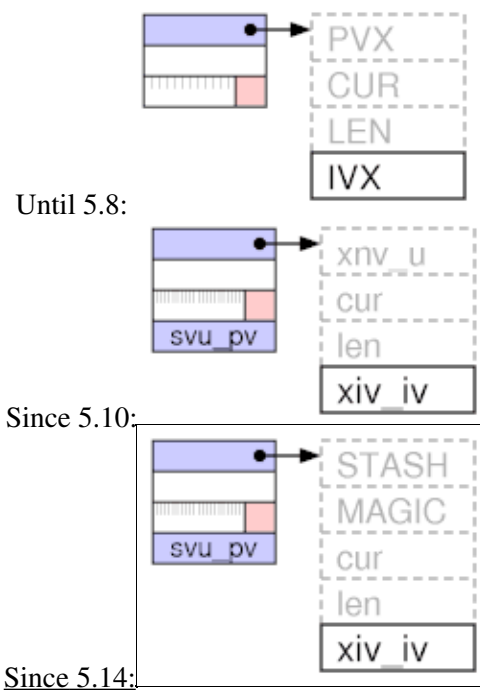 PVX
CUR
LEN
IVX
Until 5.8:
xnv_u
cur
len
svu_pv
xiv_iv
Since 5.10:
STASH
MAGIC
cur
svu_pv
len
xiv_iv
Since 5.14: